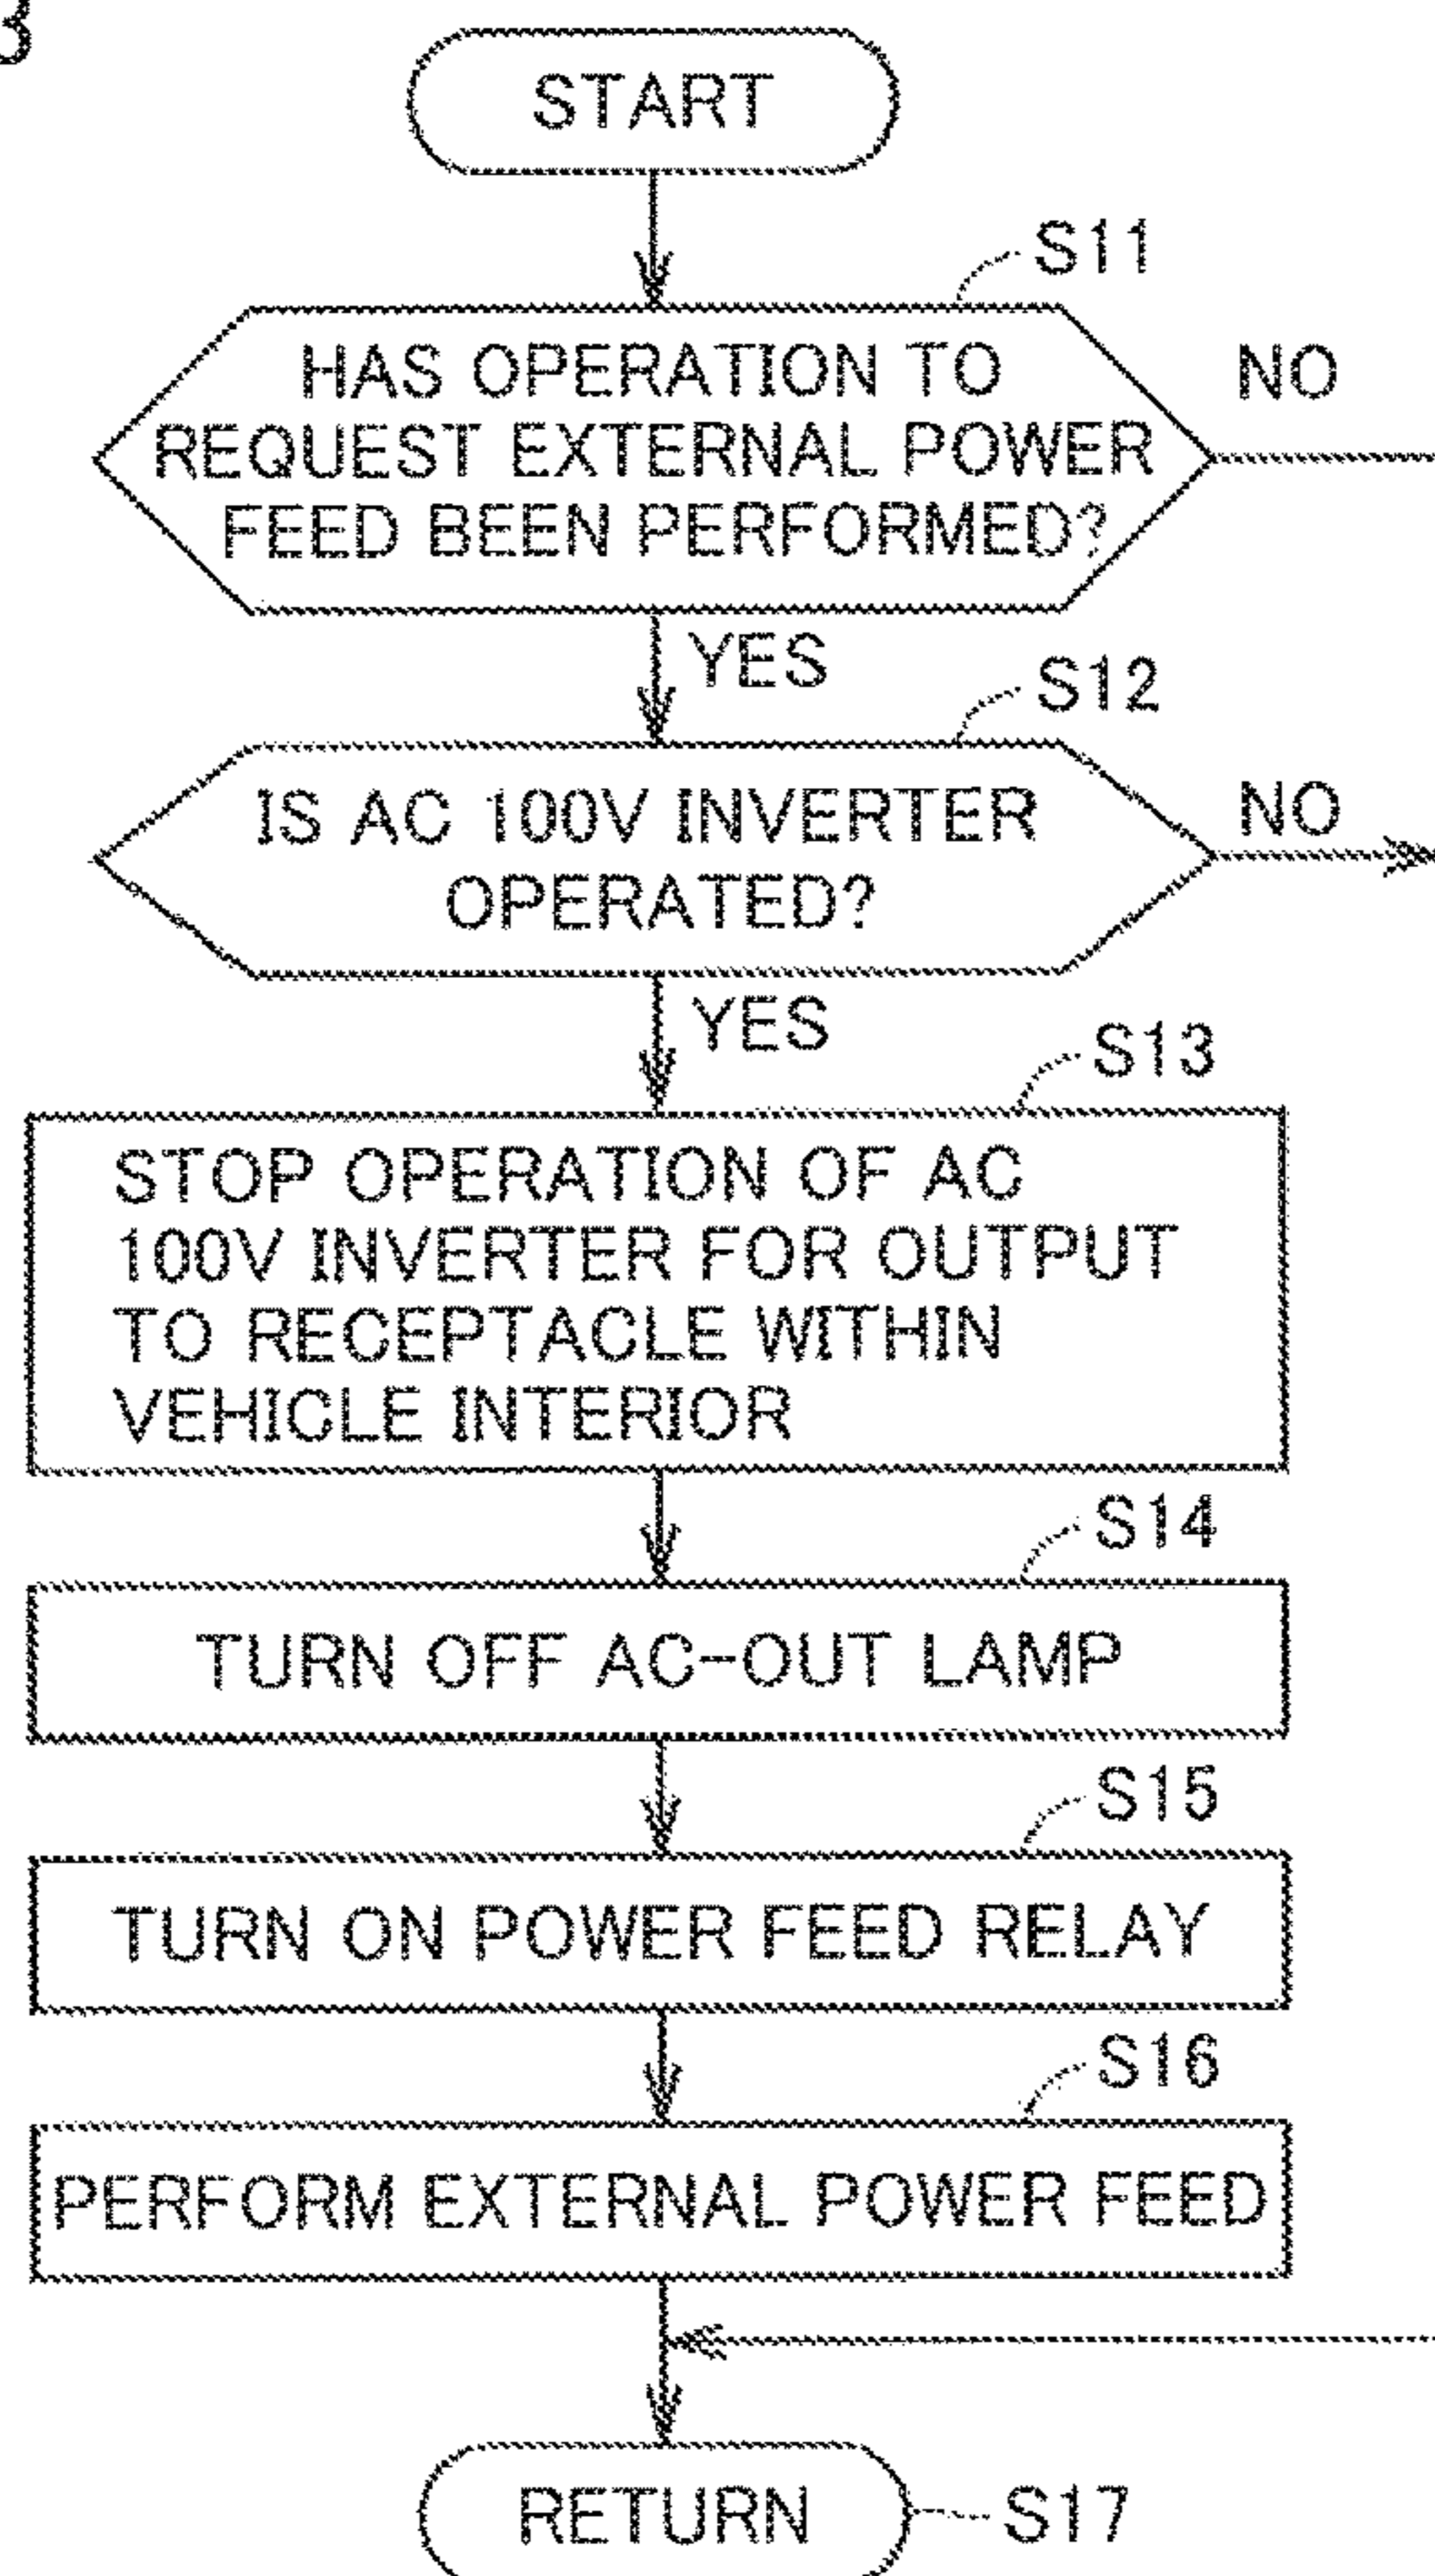 3
START
S11
HAS OPERATION TO
REQUEST EXTERNAL POWER
FEED BEEN PERFORMED?
NO
YES
S12
IS AC 100V INVERTER
OPERATED?
NO
YES
S13
STOP OPERATION OF AC
100V INVERTER FOR OUTPUT
TO RECEPTACLE WITHIN
VEHICLE INTERIOR
S14
TURN OFF AC-OUT LAMP
S15
TURN ON POWER FEED RELAY
S16
PERFORM EXTERNAL POWER FEED
RETURN
S17